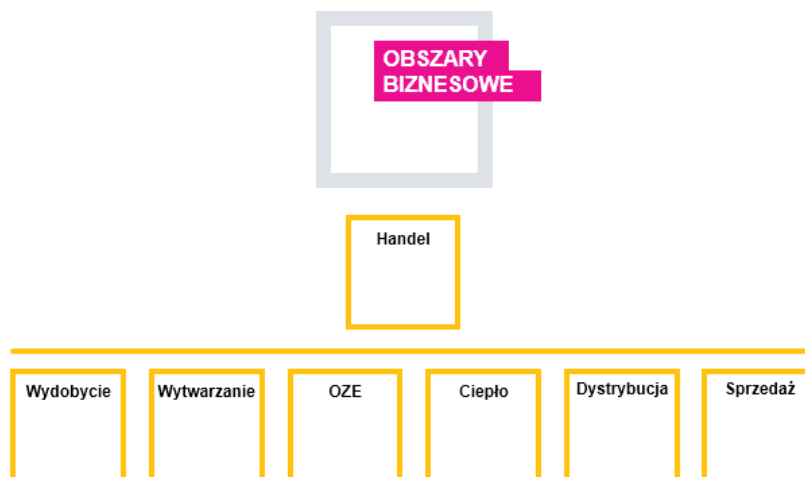 OBSZARY
BIZNESOWE
Handel
Wydobycie
Wytwarzanie
OZE
Ciepło
Dystrybucja
Sprzedaż